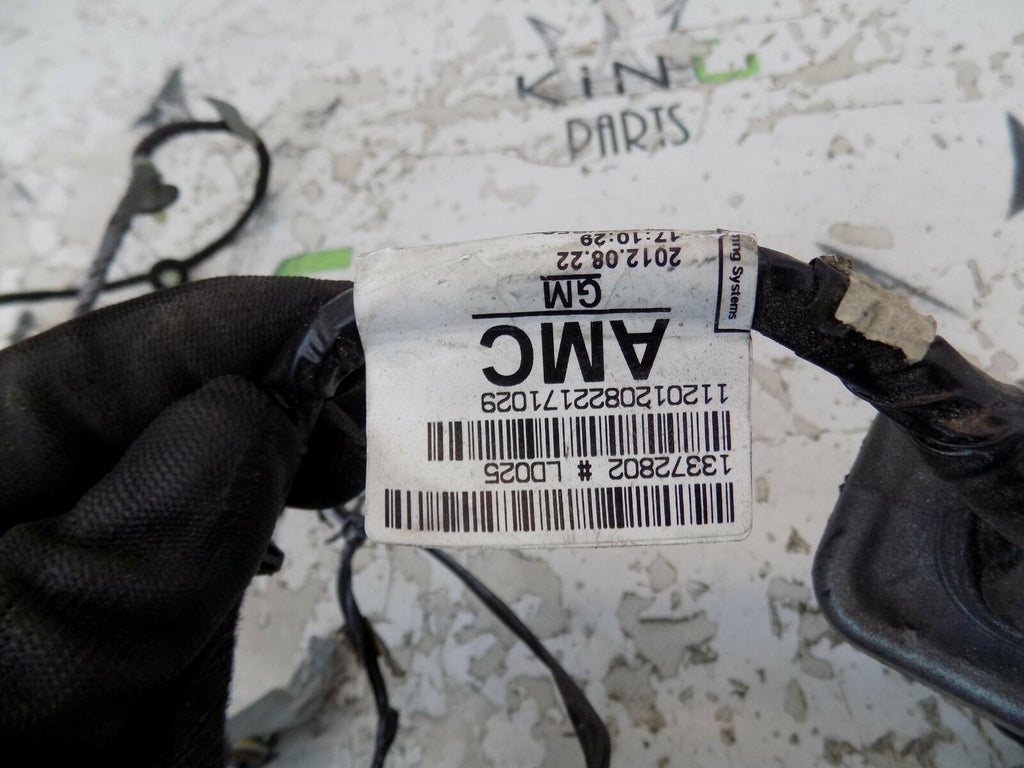 KiNG
PARTS
13372802 # LD025
1120120822171029
AMC
GM
2012.08.22
17:10:29
Systems